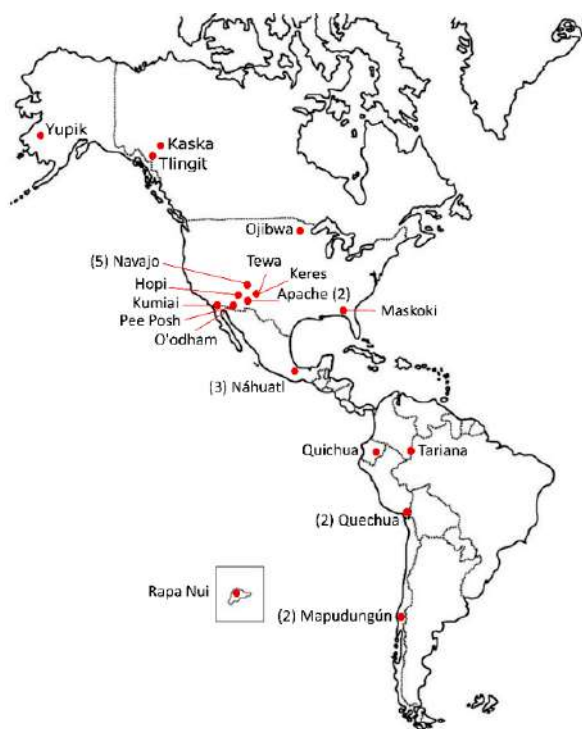 Yupik
Kaska
Tlingit
Ojibwa
(5) Navajo
Tewa
Hopi
Keres
Kumiai
Apache (2)
Pee Posh
Maskoki
O'odham
(3) Náhuatl
Quichua
Tariana
(2) Quechua
Rapa Nui
(2) Mapudungún